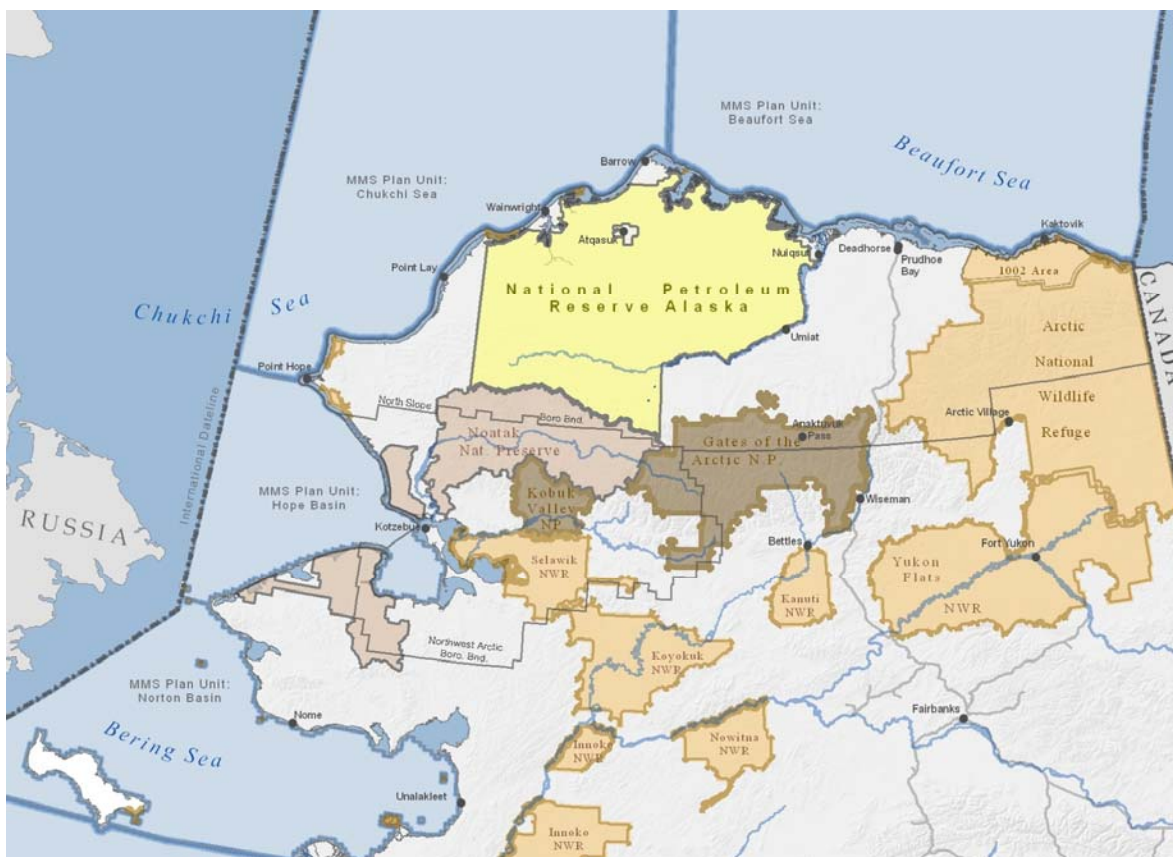 MMS Plan Unit:
Beaufort Sea
Beaufort Sea
Barrow
MMS Plan Unit:
Chukchi Sea
Wainwright
Atqasuk
Kaktovik
Nuiqsut
Deadhorse
Prudhoe
Bay
Point Lay
1002 Area
National Petroleum
Reserve Alaska
Chukchi Sea
CANADA
Umiat
Arctic
National
Wildlife
Refuge
Point Hope
North Slope
Boro Bnd.
Arctic Village
Anaktuvuk
Pass
Noatak
Nat. Preserve
Gates of the
Arctic N.P
International Dateline
MMS Plan Unit:
Hope Basin
Kobuk
Valley
NP
Wiseman
RUSSIA
Kotzebue
Bettles
Fort Yukon
Selawik
NWR
Yukon
Flats
NWR
Kanuti
NWR
Northwest Arctic
Boro. Bnd.
Koyokuk
NWR
MMS Plan Unit:
Norton Basin
Nome
Fairbanks
Bering Sea
Innoko
NWR
Nowitna
NWR
Unalakleet
Innoko
NWR